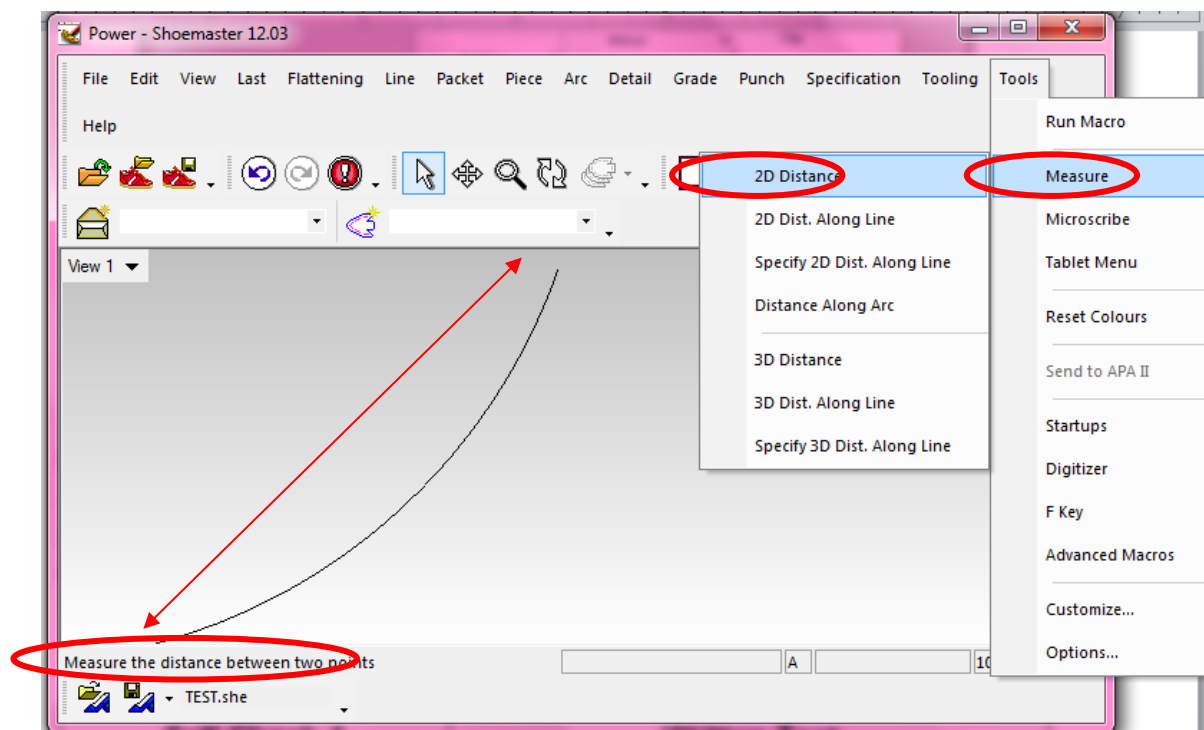 Power - Shoemaster 12.03
File Edit View Last Flattening Line Packet Piece Arc Detail Grade Punch Specification Tooling Tools
Help
Run Macro
Measure
Microscribe
Tablet Menu
Reset Colours
Send to APA II
Startups
Digitizer
F Key
Advanced Macros
Customize...
Options...
2D Distance
2D Dist. Along Line
Specify 2D Dist. Along Line
Distance Along Arc
3D Distance
3D Dist. Along Line
Specify 3D Dist. Along Line
View 1
Measure the distance between two points
A
10
TEST.she